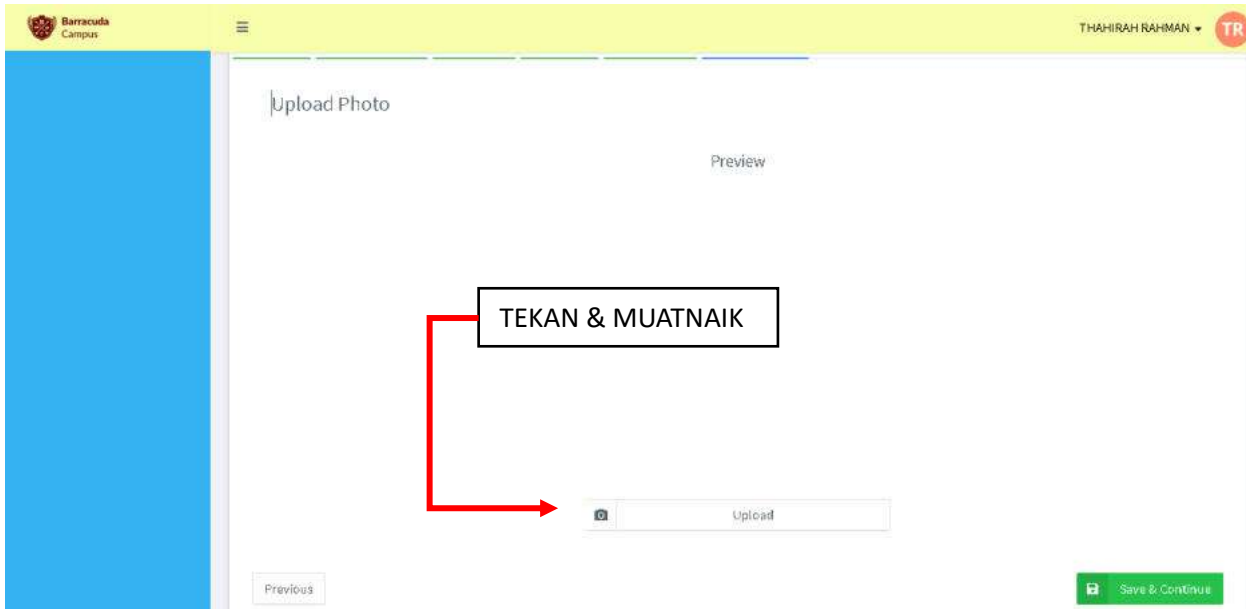 Barracuda
Campus
THAHIRAH RAHMAN
TR
Upload Photo
Preview
TEKAN & MUATNAIK
Upload
Previous
Save & Continue